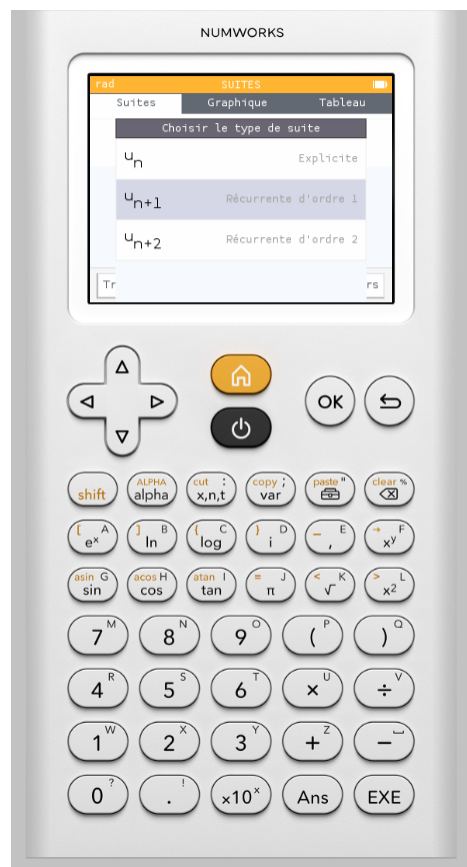 NUMWORKS
rad SUITES
Suites Graphique Tableau
Choisir le type de suite
un Explicite
un+1 Récurrente d'ordre 1
un+2 Récurrente d'ordre 2
Tr rs
OK
shift ALPHA alpha cut : x,n,t copy ; var paste " clear %
[ A eˣ ] B ln { C log } D i _ E , → F xʸ
asin G sin acos H cos atan I tan = J π < K √ > L x²
7 M 8 N 9 O ( P ) Q
4 R 5 S 6 T × U ÷ V
1 W 2 X 3 Y + Z − ⎵
0 ? . ! ×10ˣ Ans EXE